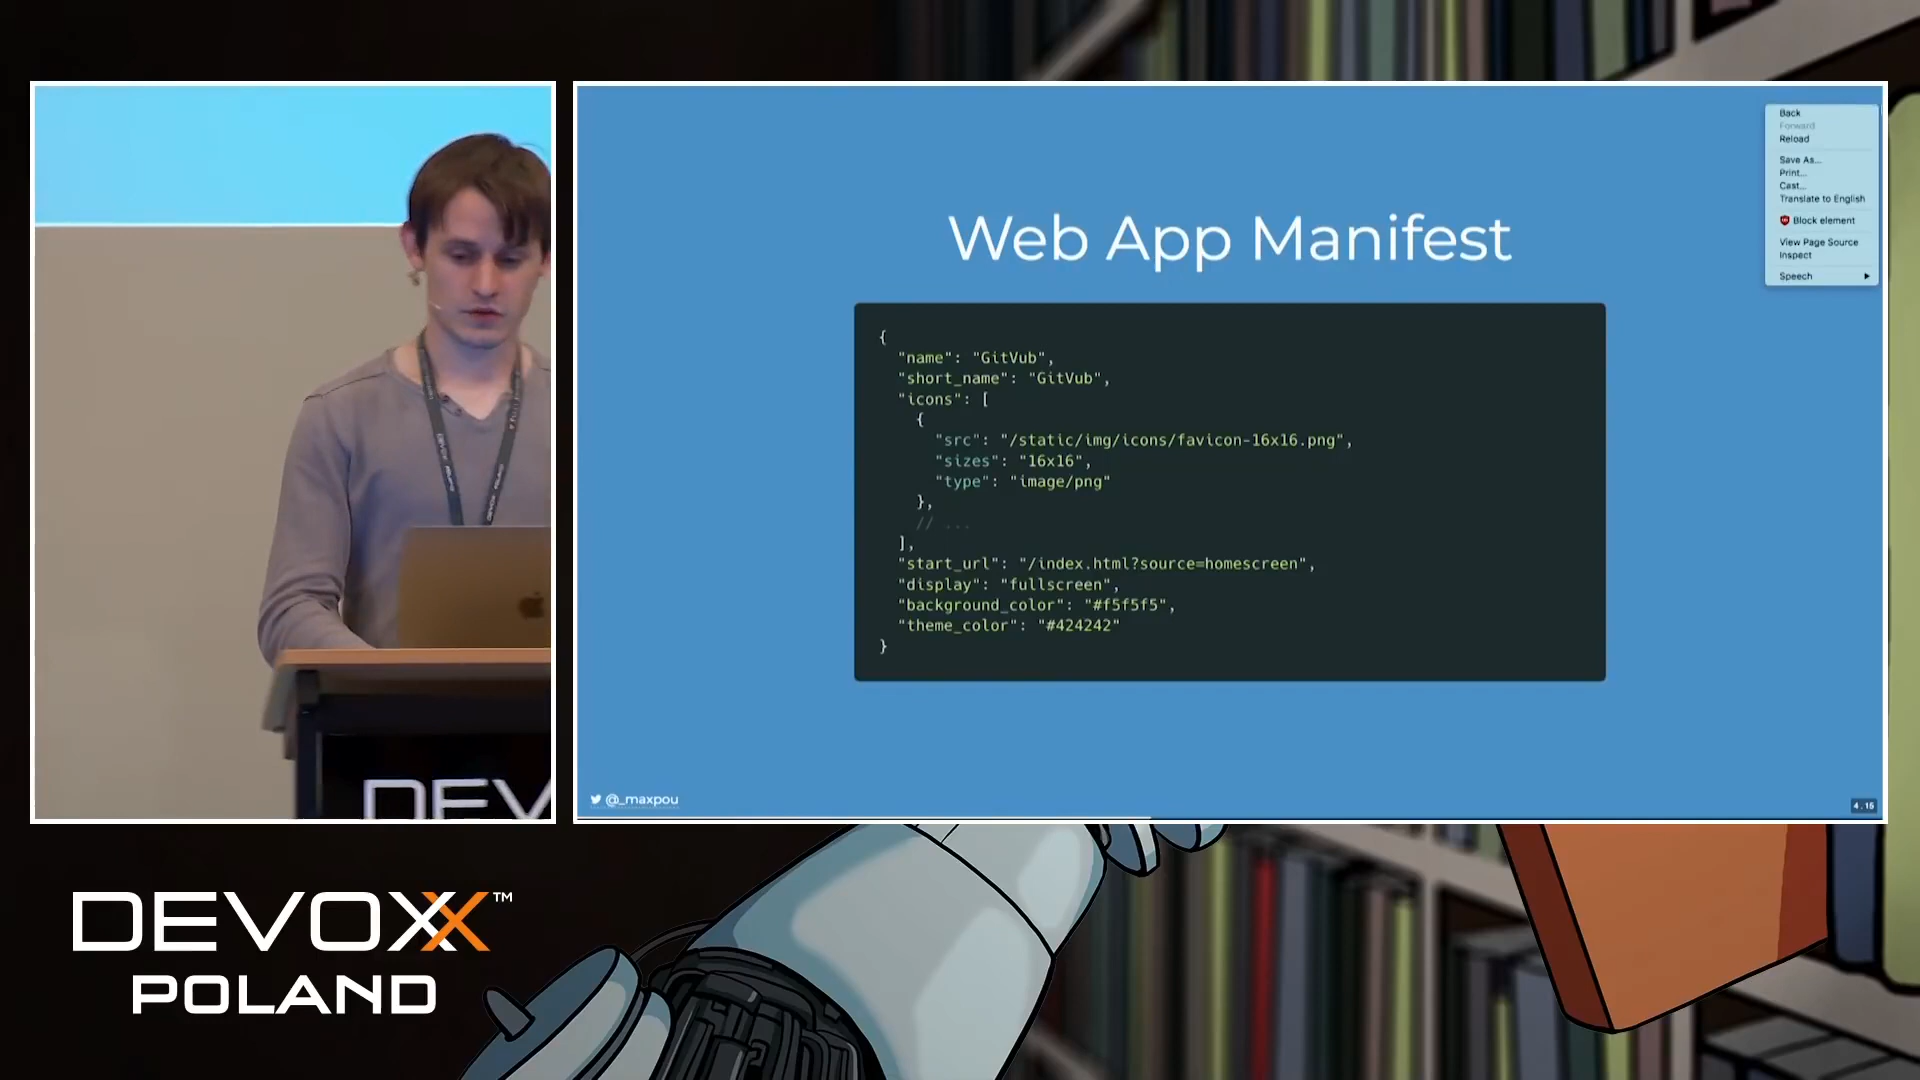 Web App Manifest
{
"name": "GitVub",
"short_name": "GitVub",
"icons": [
{
"src": "/static/img/icons/favicon-16x16.png",
"sizes": "16x16",
"type": "image/png"
},
// ...
],
"start_url": "/index.html?source=homescreen",
"display": "fullscreen",
"background_color": "#f5f5f5",
"theme_color": "#424242"
}
Back
Forward
Reload
Save As...
Print...
Cast...
Translate to English
Block element
View Page Source
Inspect
Speech
@_maxpou
4.15
DEV
DEVOXX™
POLAND